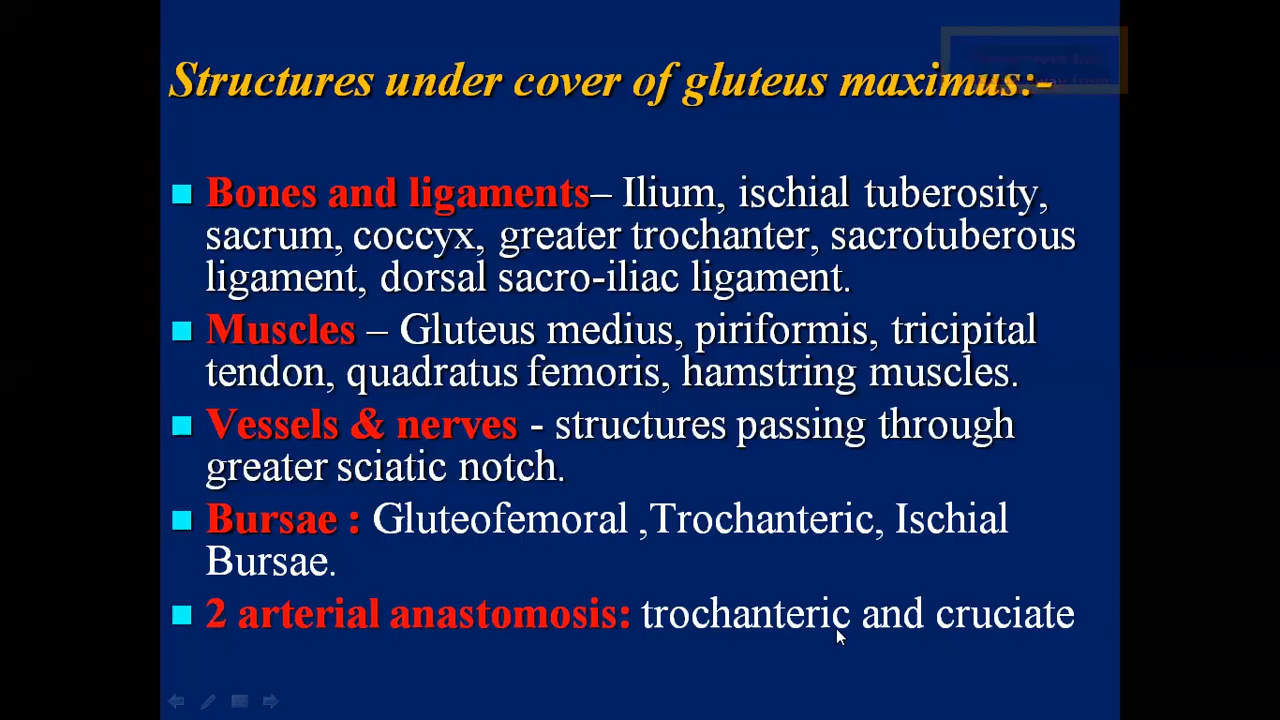 Structures under cover of gluteus maximus:-
Bones and ligaments– Ilium, ischial tuberosity,
sacrum, coccyx, greater trochanter, sacrotuberous
ligament, dorsal sacro-iliac ligament.
Muscles – Gluteus medius, piriformis, tricipital
tendon, quadratus femoris, hamstring muscles.
Vessels & nerves - structures passing through
greater sciatic notch.
Bursae : Gluteofemoral ,Trochanteric, Ischial
Bursae.
2 arterial anastomosis: trochanteric and cruciate